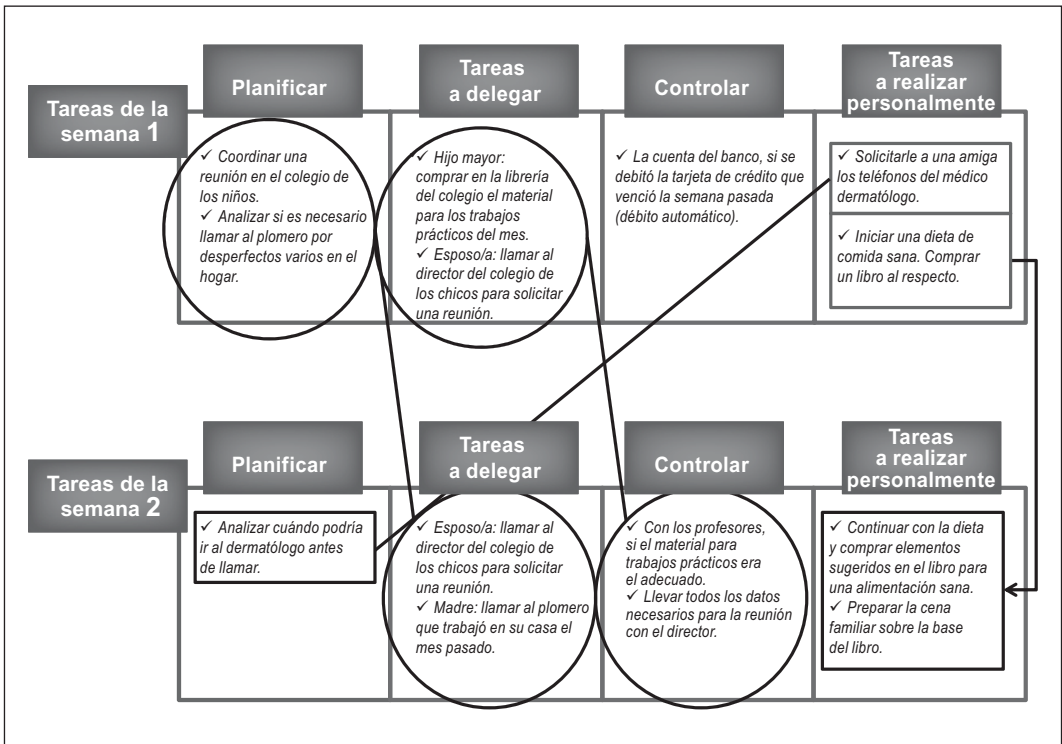 Planificar
Tareas
a delegar
Controlar
Tareas
a realizar
personalmente
Tareas de la
semana 1
✓ Coordinar una
reunión en el colegio de
los niños.
✓ Analizar si es necesario
llamar al plomero por
desperfectos varios en el
hogar.
✓ Hijo mayor:
comprar en la librería
del colegio el material
para los trabajos
prácticos del mes.
✓ Esposo/a: llamar al
director del colegio de
los chicos para solicitar
una reunión.
✓ La cuenta del banco, si se
debitó la tarjeta de crédito que
venció la semana pasada
(débito automático).
✓ Solicitarle a una amiga
los teléfonos del médico
dermatólogo.
✓ Iniciar una dieta de
comida sana. Comprar
un libro al respecto.
Planificar
Tareas
a delegar
Controlar
Tareas
a realizar
personalmente
Tareas de la
semana 2
✓ Analizar cuándo podría
ir al dermatólogo antes
de llamar.
✓ Esposo/a: llamar al
director del colegio de
los chicos para solicitar
una reunión.
✓ Madre: llamar al plomero
que trabajó en su casa el
mes pasado.
✓ Con los profesores,
si el material para
trabajos prácticos era
el adecuado.
✓ Llevar todos los datos
necesarios para la reunión
con el director.
✓ Continuar con la dieta
y comprar elementos
sugeridos en el libro para
una alimentación sana.
✓ Preparar la cena
familiar sobre la base
del libro.